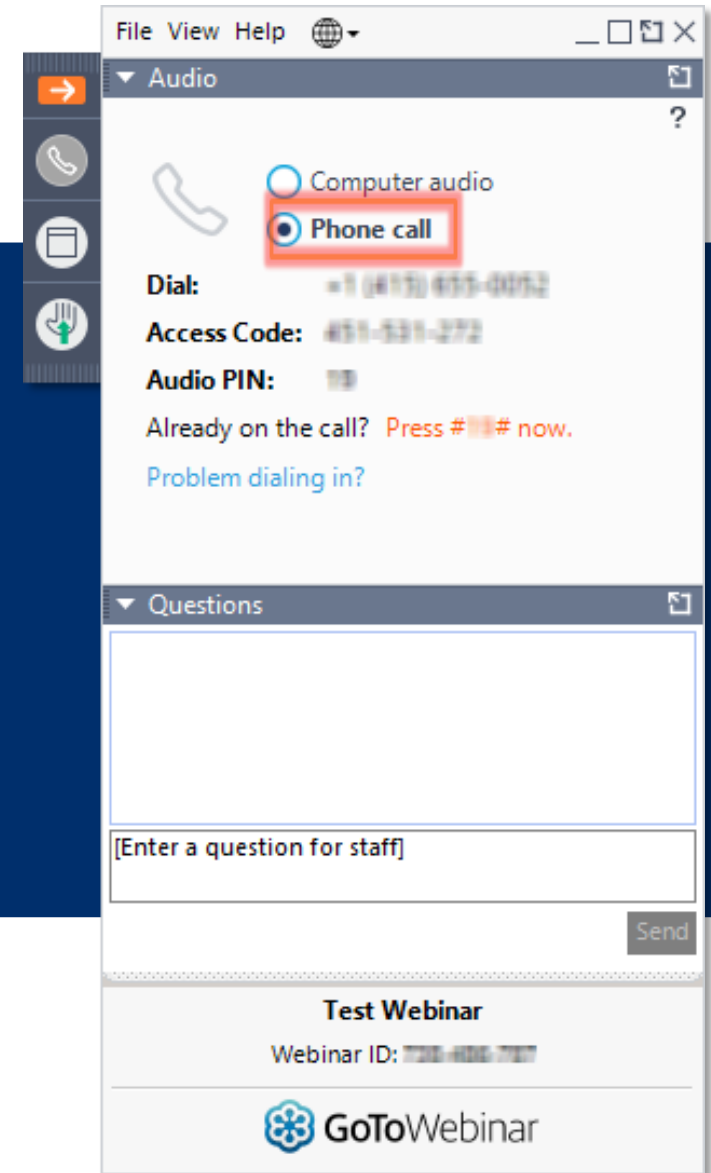 File View Help
Audio
?
Computer audio
Phone call
Dial:
Access Code:
Audio PIN:
Already on the call? Press # # now.
Problem dialing in?
Questions
[Enter a question for staff]
Send
Test Webinar
Webinar ID:
GoToWebinar